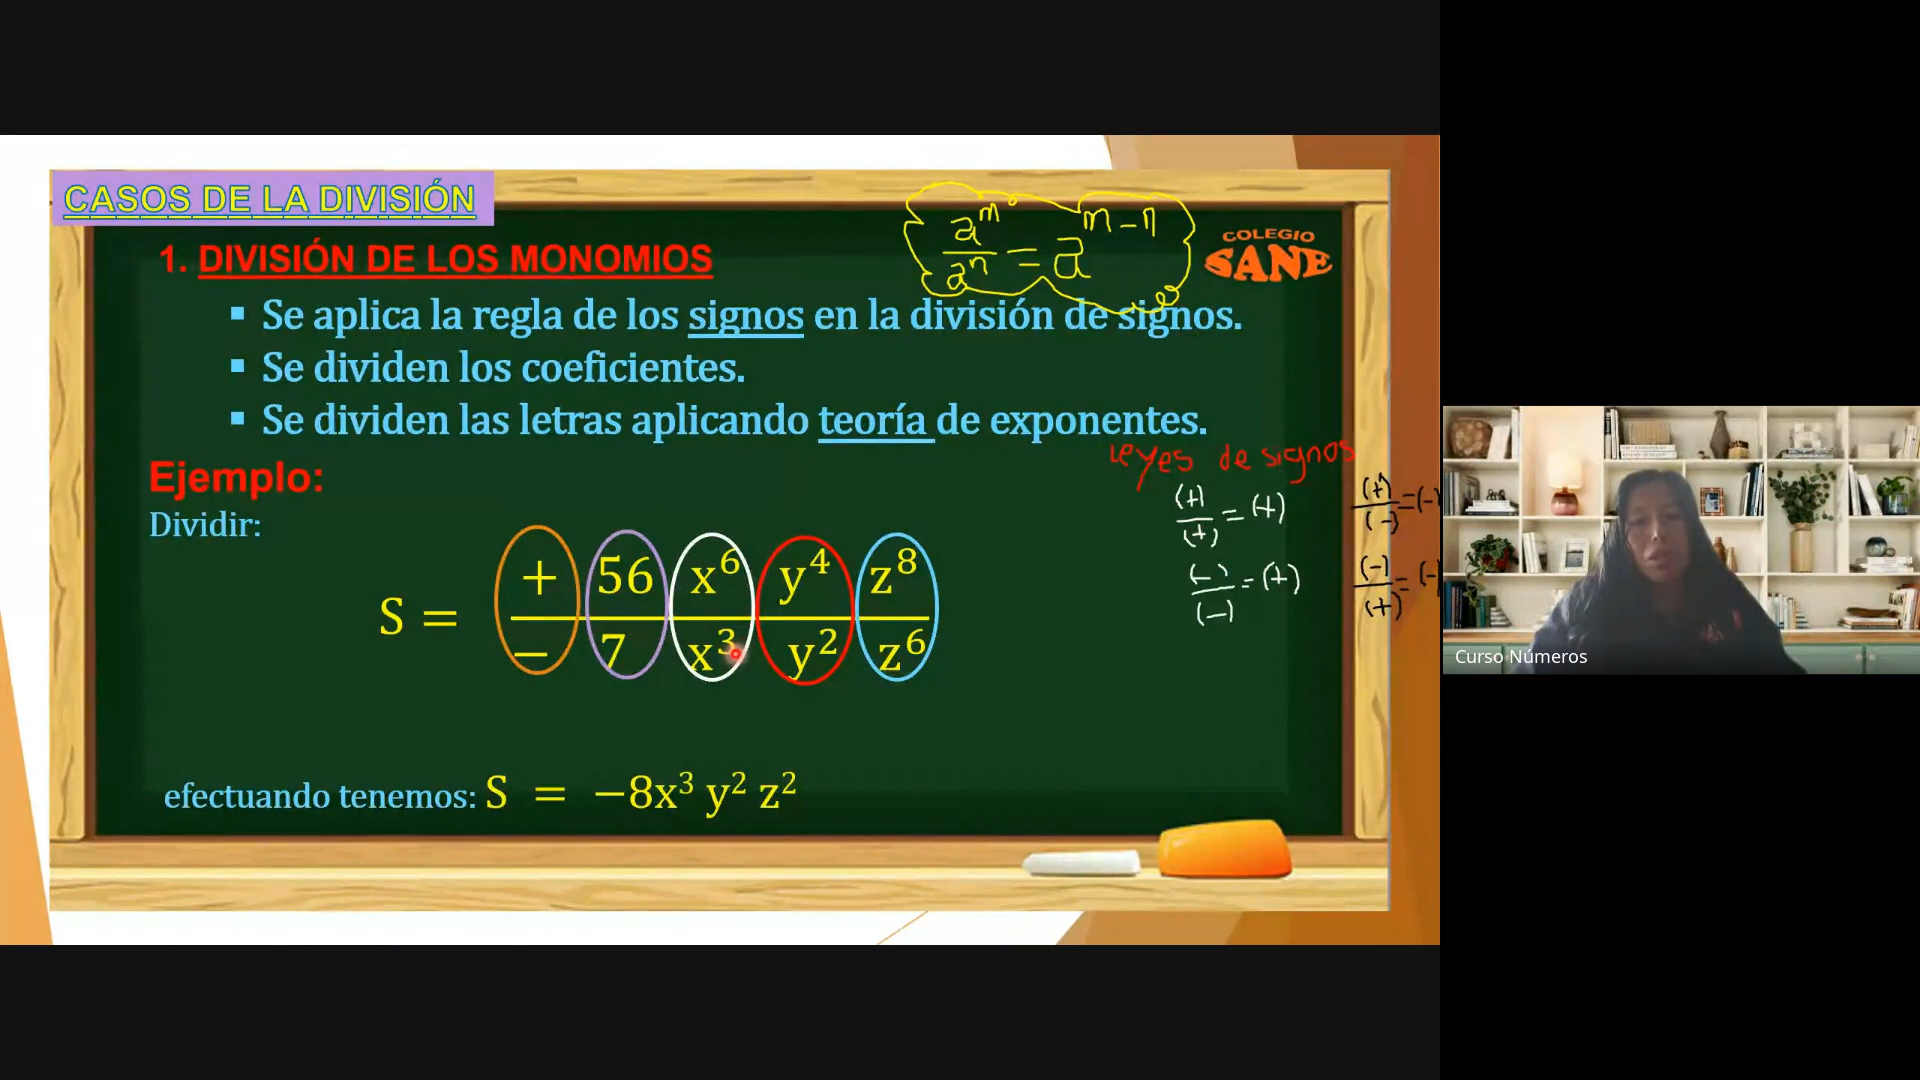 CASOS DE LA DIVISIÓN
1. DIVISIÓN DE LOS MONOMIOS
a^m / a^n = a^(m-n)
COLEGIO
SANE
▪ Se aplica la regla de los signos en la división de signos.
▪ Se dividen los coeficientes.
▪ Se dividen las letras aplicando teoría de exponentes.
Leyes de signos
Ejemplo:
Dividir:
(+)/(+) = (+) (+)/(-) = (-)
(-)/(-) = (+) (-)/(+) = (-)
S = + 56 x⁶ y⁴ z⁸
− 7 x³ y² z⁶
Curso Números
efectuando tenemos: S = −8x³ y² z²